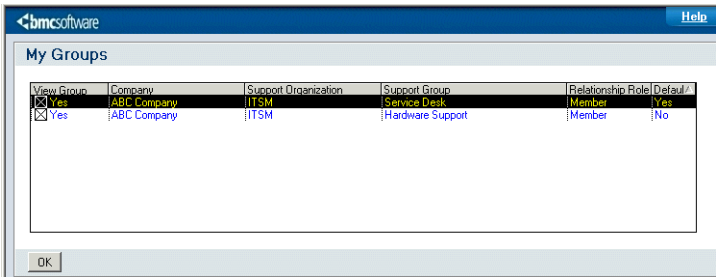 bmcsoftware
Help
My Groups
View Group Company Support Organization Support Group Relationship Role Defaul
Yes ABC Company ITSM Service Desk Member Yes
Yes ABC Company ITSM Hardware Support Member No
OK